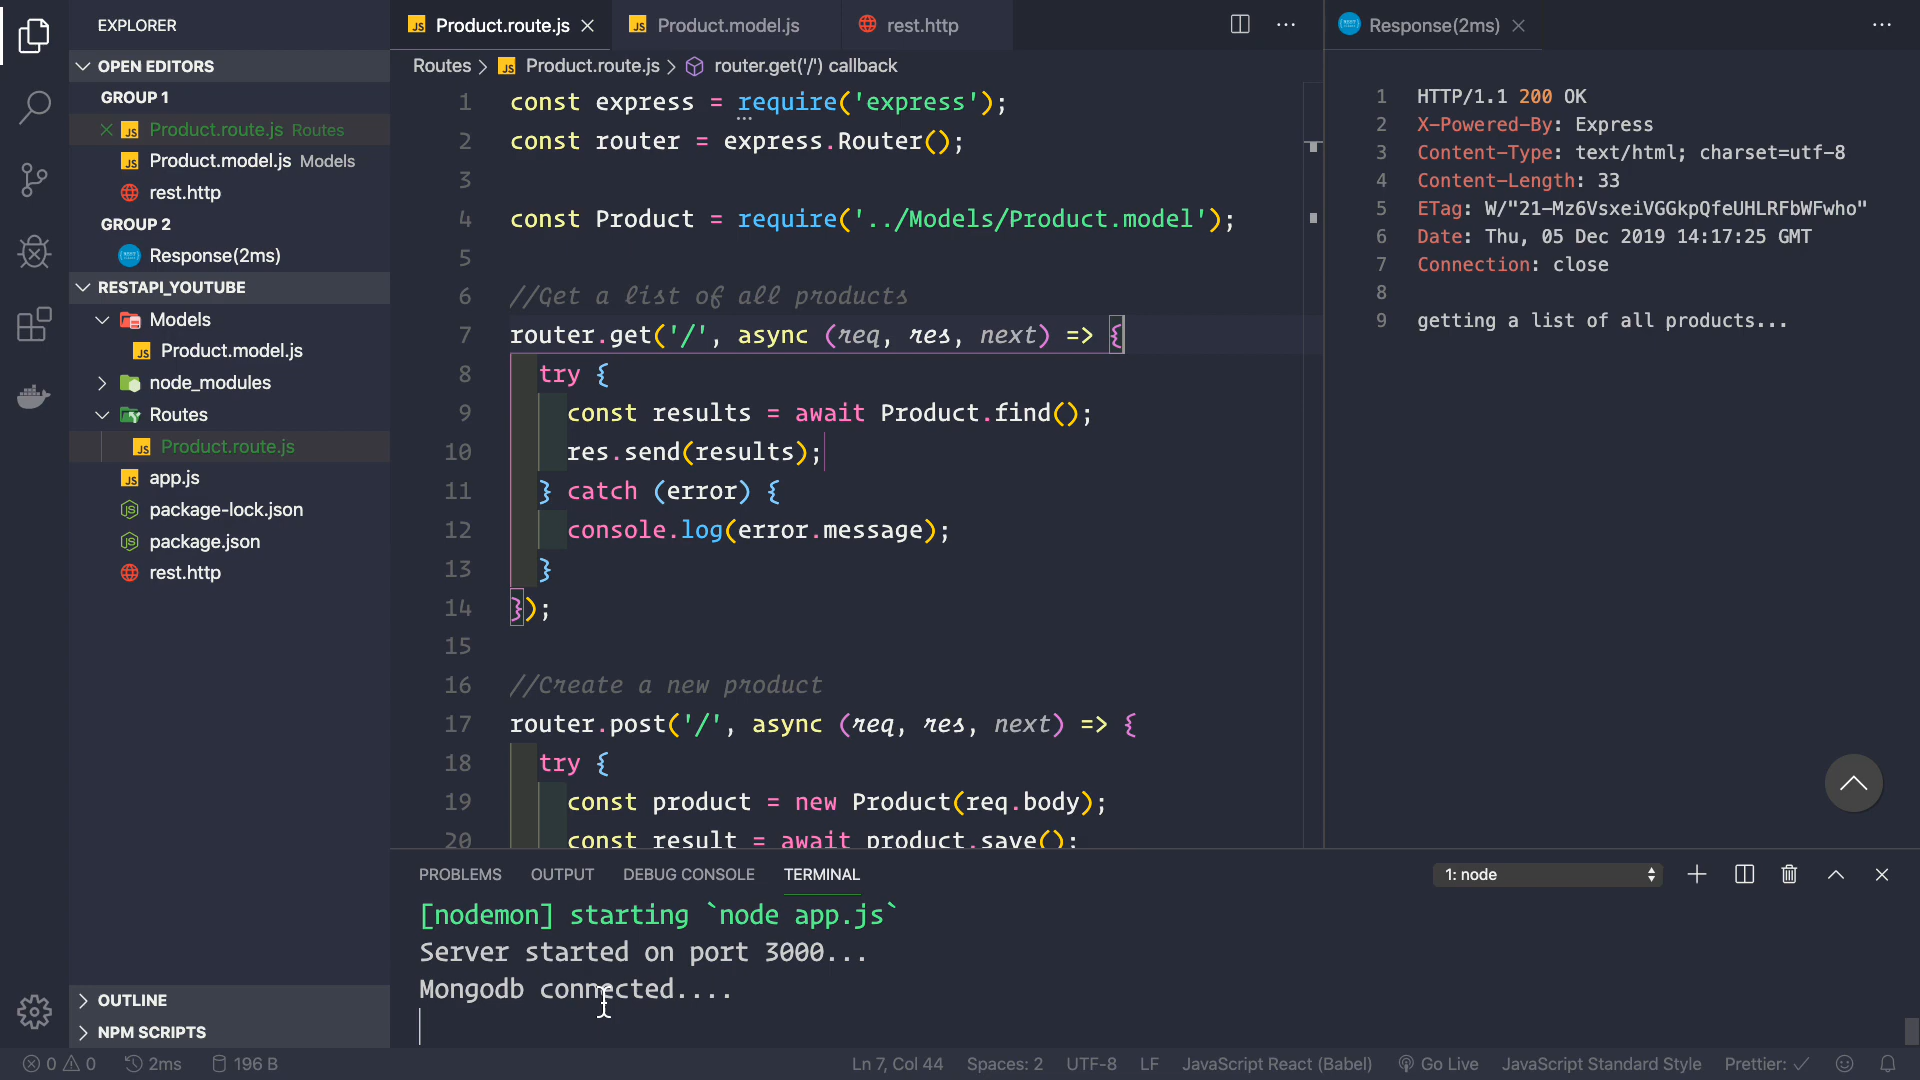 EXPLORER
OPEN EDITORS
GROUP 1
JS Product.route.js Routes
JS Product.model.js Models
rest.http
GROUP 2
Response(2ms)
RESTAPI_YOUTUBE
Models
JS Product.model.js
node_modules
Routes
JS Product.route.js
JS app.js
package-lock.json
package.json
rest.http
OUTLINE
NPM SCRIPTS
JS Product.route.js
JS Product.model.js
rest.http
Routes > JS Product.route.js > router.get('/') callback
1 const express = require('express');
2 const router = express.Router();
3
4 const Product = require('../Models/Product.model');
5
6 //Get a list of all products
7 router.get('/', async (req, res, next) => {
8 try {
9 const results = await Product.find();
10 res.send(results);
11 } catch (error) {
12 console.log(error.message);
13 }
14 });
15
16 //Create a new product
17 router.post('/', async (req, res, next) => {
18 try {
19 const product = new Product(req.body);
20 const result = await product.save();
Response(2ms)
1 HTTP/1.1 200 OK
2 X-Powered-By: Express
3 Content-Type: text/html; charset=utf-8
4 Content-Length: 33
5 ETag: W/"21-Mz6VsxeiVGGkpQfeUHLRFbWFwho"
6 Date: Thu, 05 Dec 2019 14:17:25 GMT
7 Connection: close
8
9 getting a list of all products...
PROBLEMS OUTPUT DEBUG CONSOLE TERMINAL 1: node
[nodemon] starting `node app.js`
Server started on port 3000...
Mongodb connected....
0 0 2ms 196 B Ln 7, Col 44 Spaces: 2 UTF-8 LF JavaScript React (Babel) Go Live JavaScript Standard Style Prettier: ✓